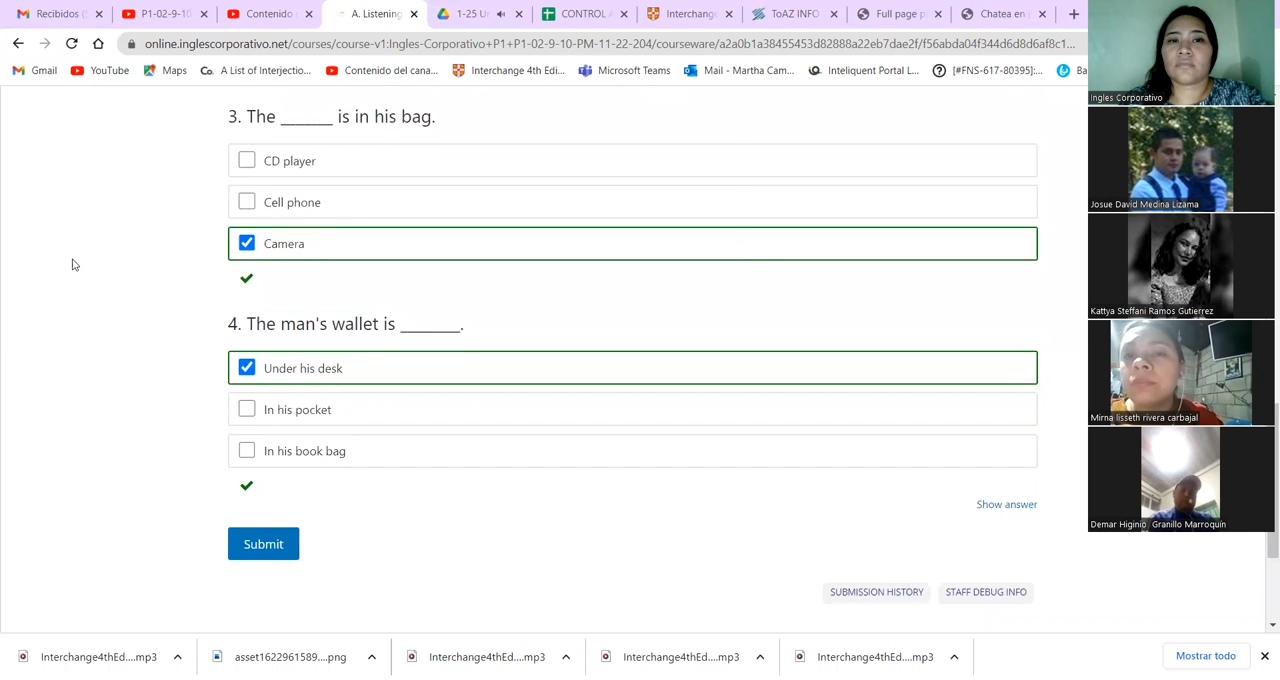 Recibidos (
P1-02-9-10
Contenido
A. Listening
1-25 Un
CONTROL A
Interchange
ToAZ INFO
Full page p
Chatea en
online.inglescorporativo.net/courses/course-v1:Ingles-Corporativo+P1+P1-02-9-10-PM-11-22-204/courseware/a2a0b1a38455453d82888a22eb7dae2f/f56abda04f344d6d8d6af8c1...
Gmail
YouTube
Maps
A List of Interjectio...
Contenido del cana...
Interchange 4th Edi...
Microsoft Teams
Mail - Martha Cam...
Inteliquent Portal L...
[#FNS-617-80395]:...
Ba
3. The _______ is in his bag.
CD player
Cell phone
Camera
4. The man's wallet is ________.
Under his desk
In his pocket
In his book bag
Show answer
Submit
SUBMISSION HISTORY
STAFF DEBUG INFO
Ingles Corporativo
Josue David Medina Lizama
Kattya Steffani Ramos Gutierrez
Mirna lisseth rivera carbajal
Demar Higinio Granillo Marroquin
Interchange4thEd....mp3
asset1622961589....png
Interchange4thEd....mp3
Interchange4thEd....mp3
Interchange4thEd....mp3
Mostrar todo